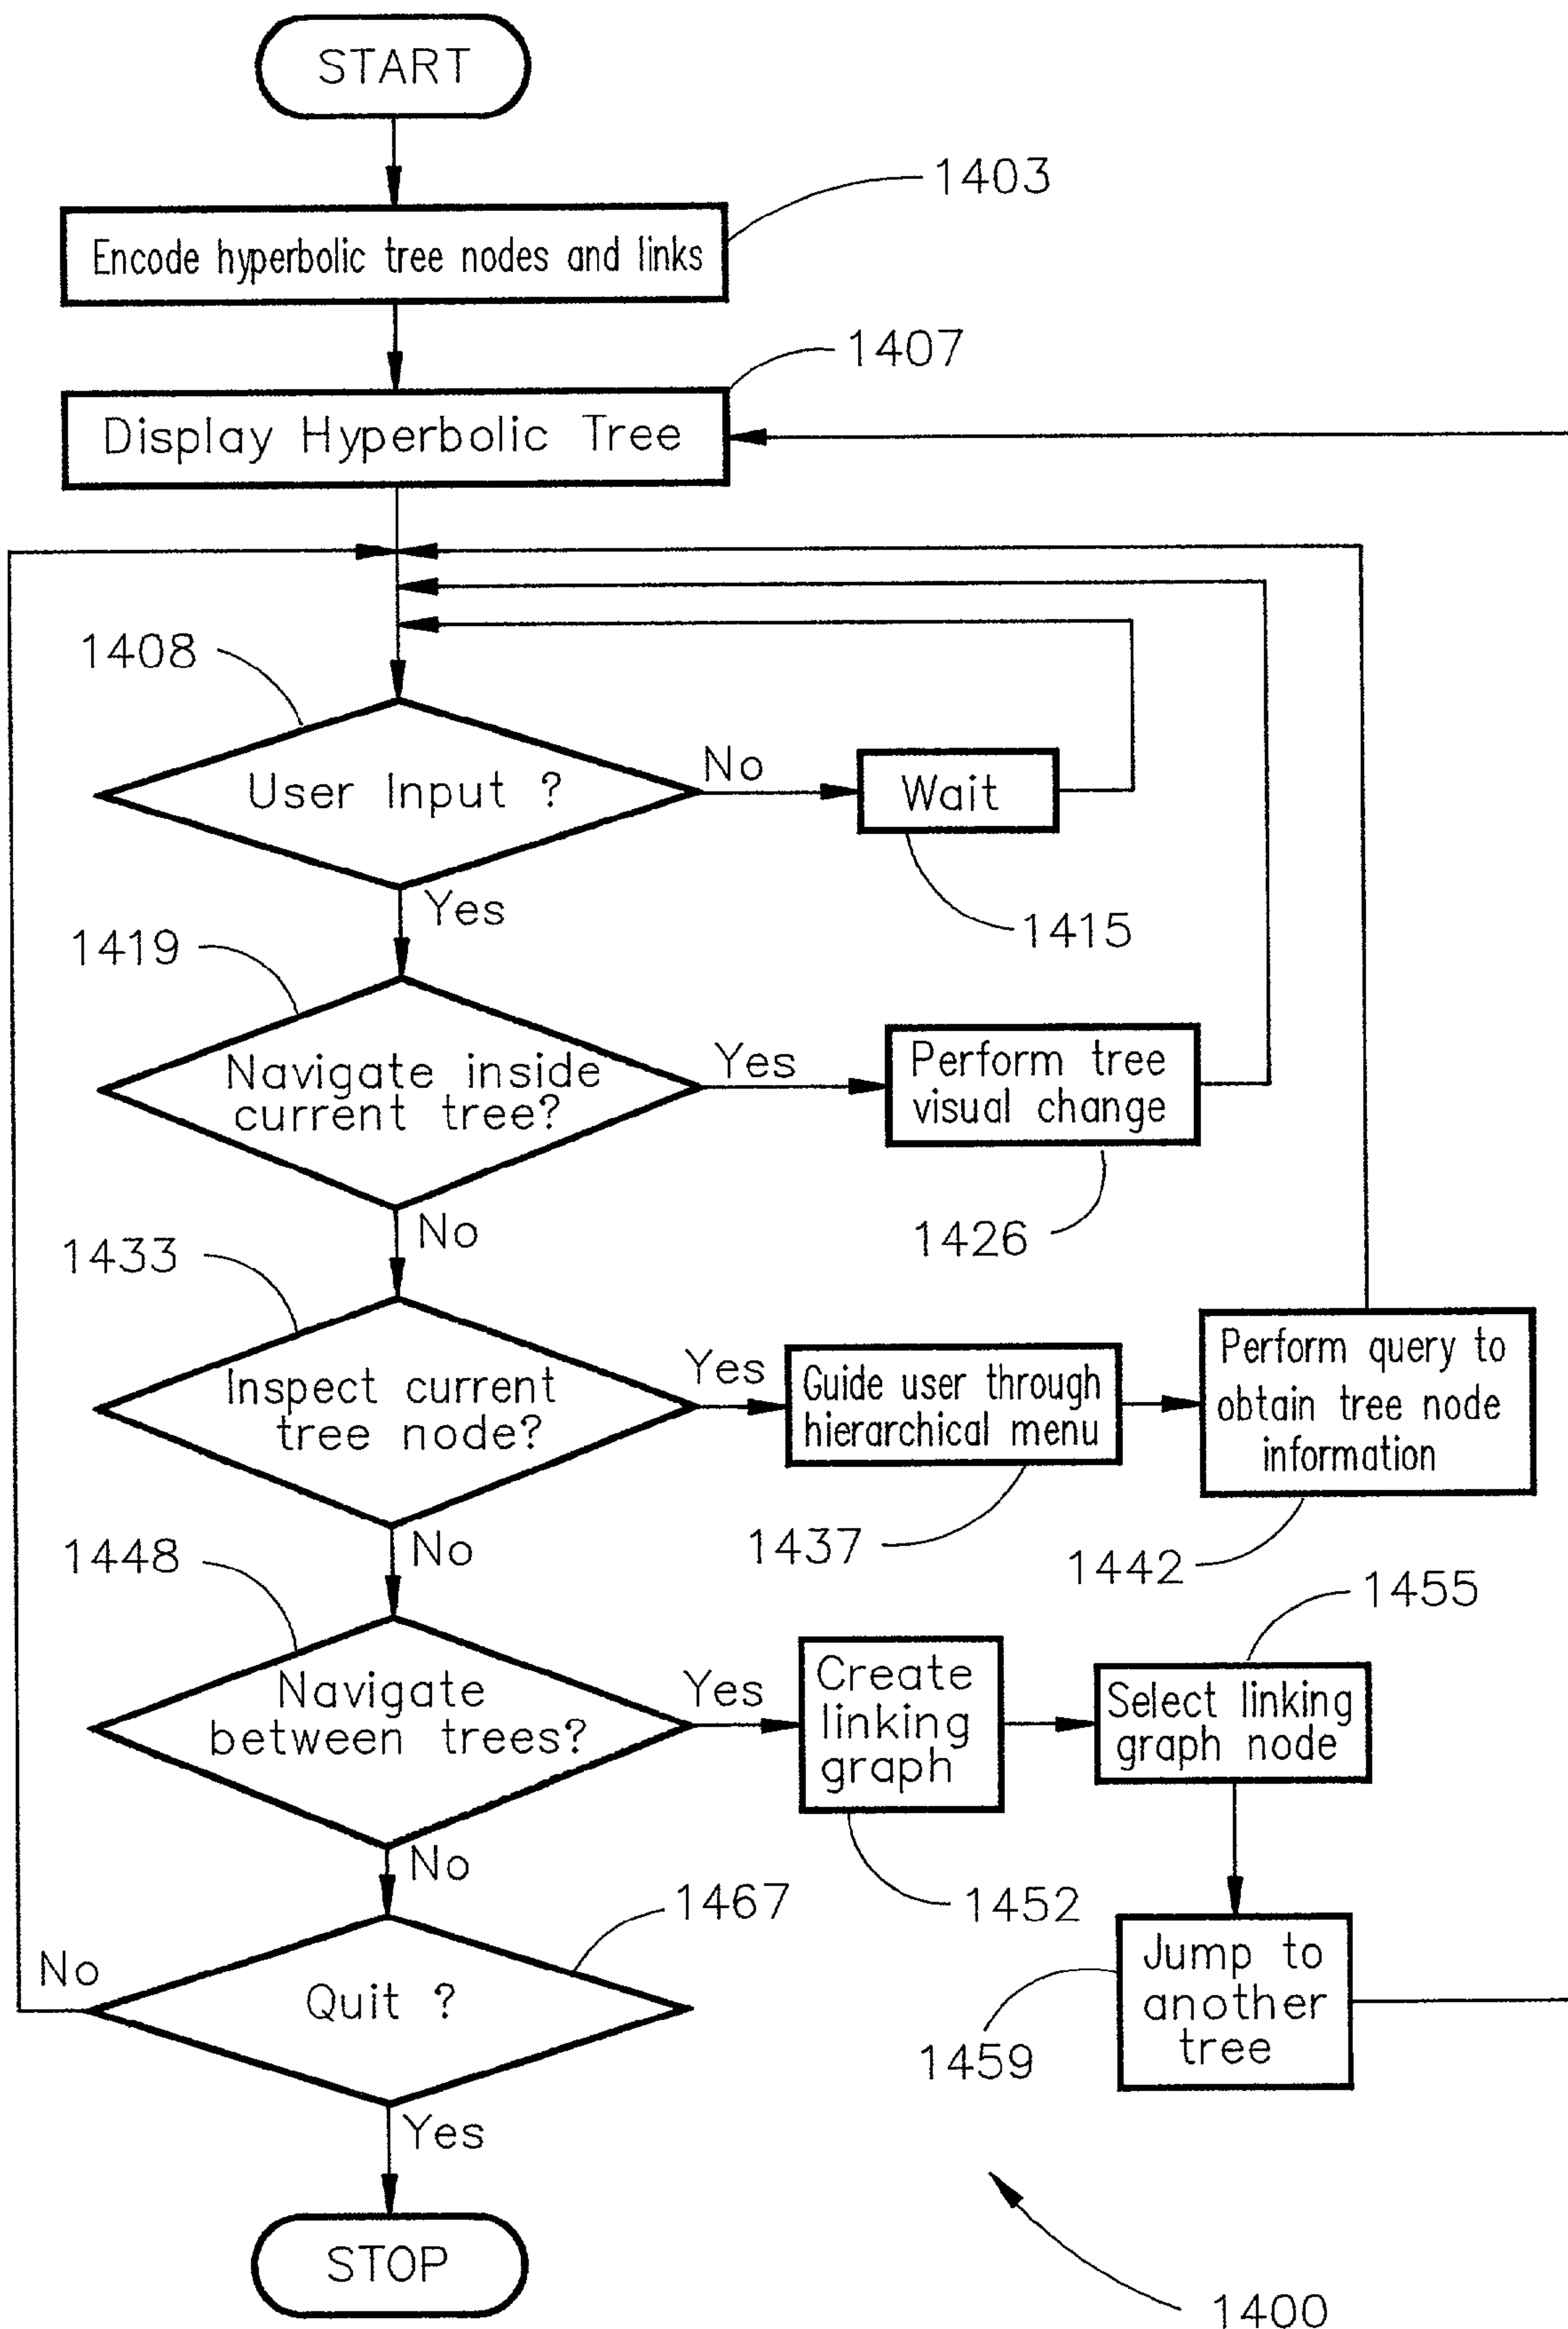 START
1403
Encode hyperbolic tree nodes and links
1407
Display Hyperbolic Tree
1408
User Input ?
No
Wait
1415
Yes
1419
Navigate inside
current tree?
Yes
Perform tree
visual change
1426
No
1433
Inspect current
tree node?
Yes
Guide user through
hierarchical menu
1437
Perform query to
obtain tree node
information
1442
No
1448
Navigate
between trees?
Yes
Create
linking
graph
1452
1455
Select linking
graph node
No
1467
Jump to
another
tree
1459
Quit ?
No
Yes
STOP
1400